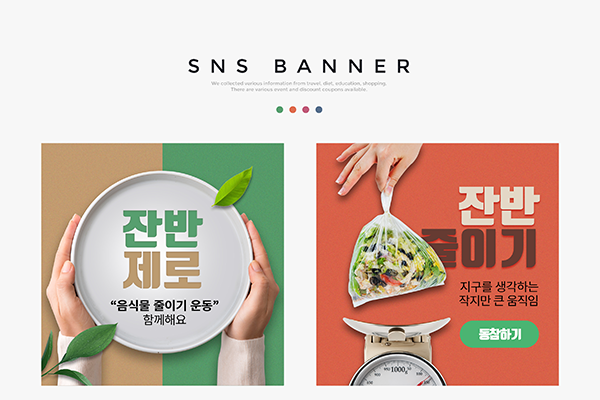 SNS BANNER
We collected various information from travel, diet, education, shopping.
There are various event and discount coupons available.
잔반
제로
“음식물 줄이기 운동”
함께해요
잔반
줄이기
지구를 생각하는
작지만 큰 움직임
동참하기
1000g